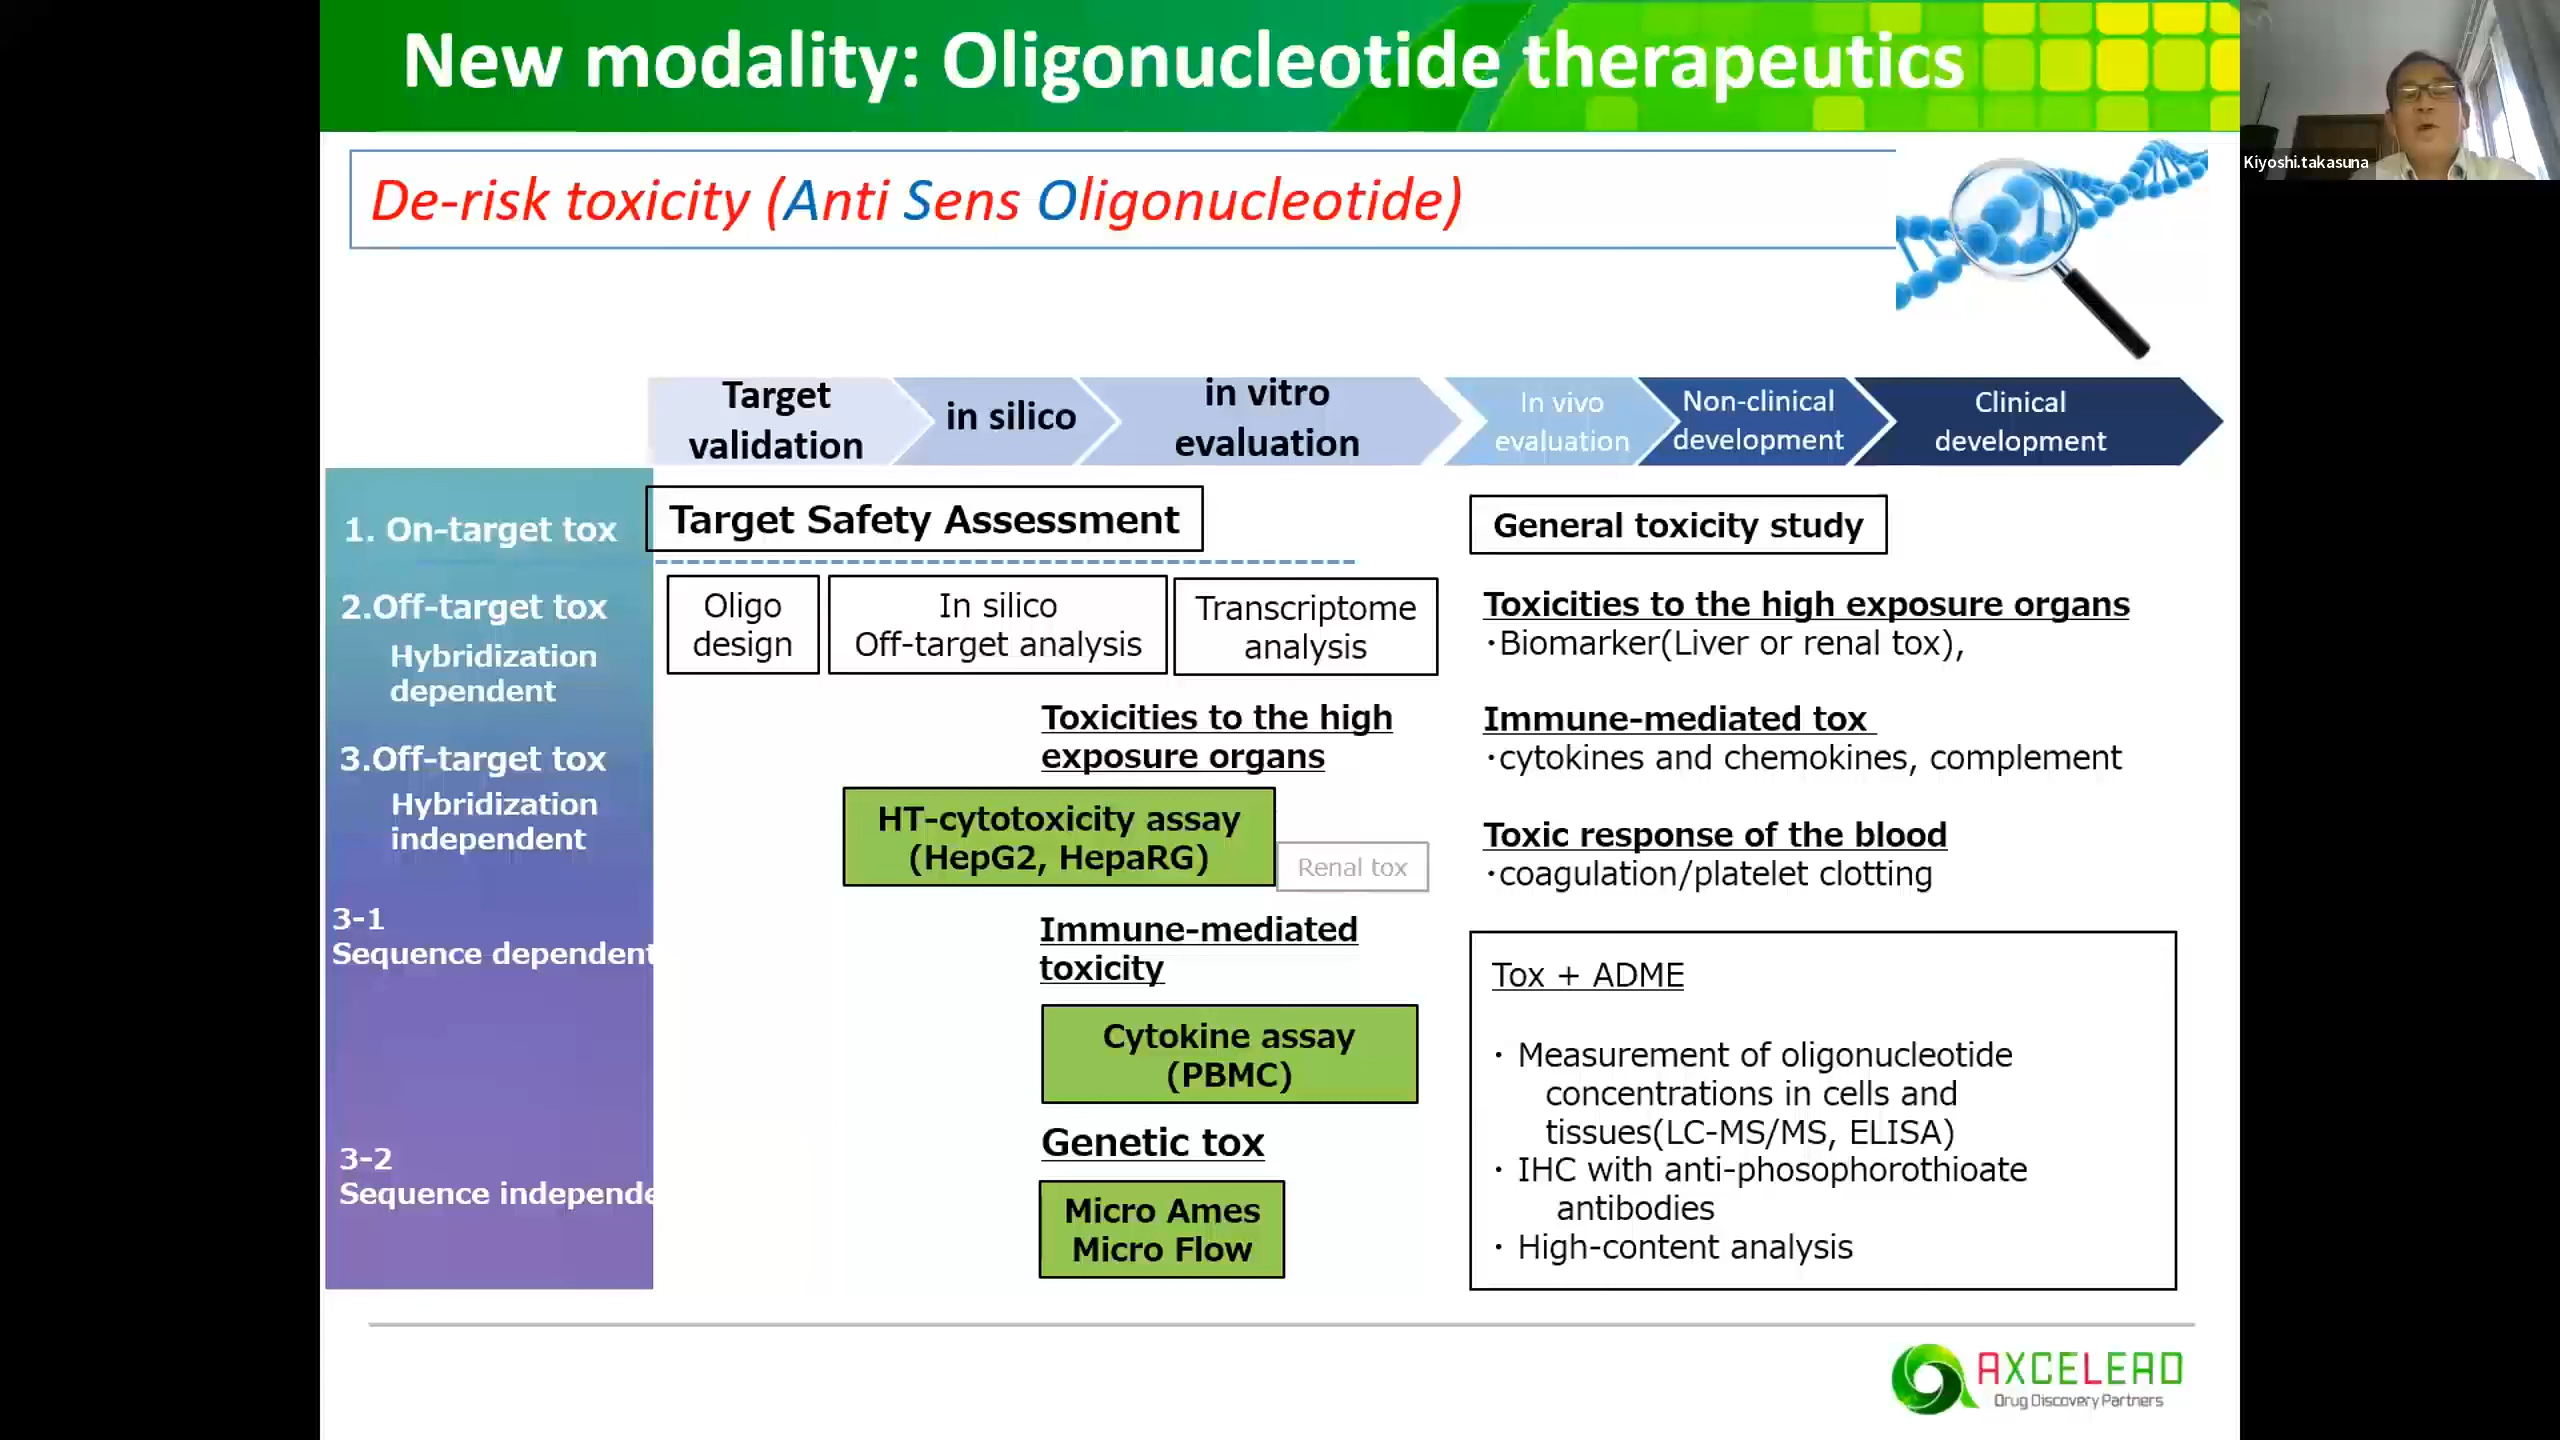 New modality: Oligonucleotide therapeutics
Kiyoshi.takasuna
De-risk toxicity (Anti Sens Oligonucleotide)
Target
validation
in silico
in vitro
evaluation
In vivo
evaluation
Non-clinical
development
Clinical
development
1. On-target tox
2.Off-target tox
Hybridization
dependent
3.Off-target tox
Hybridization
independent
3-1
Sequence dependent
3-2
Sequence independe
Target Safety Assessment
Oligo
design
In silico
Off-target analysis
Transcriptome
analysis
Toxicities to the high
exposure organs
HT-cytotoxicity assay
(HepG2, HepaRG)
Renal tox
Immune-mediated
toxicity
Cytokine assay
(PBMC)
Genetic tox
Micro Ames
Micro Flow
General toxicity study
Toxicities to the high exposure organs
・Biomarker(Liver or renal tox),
Immune-mediated tox
・cytokines and chemokines, complement
Toxic response of the blood
・coagulation/platelet clotting
Tox + ADME
・ Measurement of oligonucleotide
concentrations in cells and
tissues(LC-MS/MS, ELISA)
・ IHC with anti-phosophorothioate
antibodies
・ High-content analysis
AXCELEAD
Drug Discovery Partners